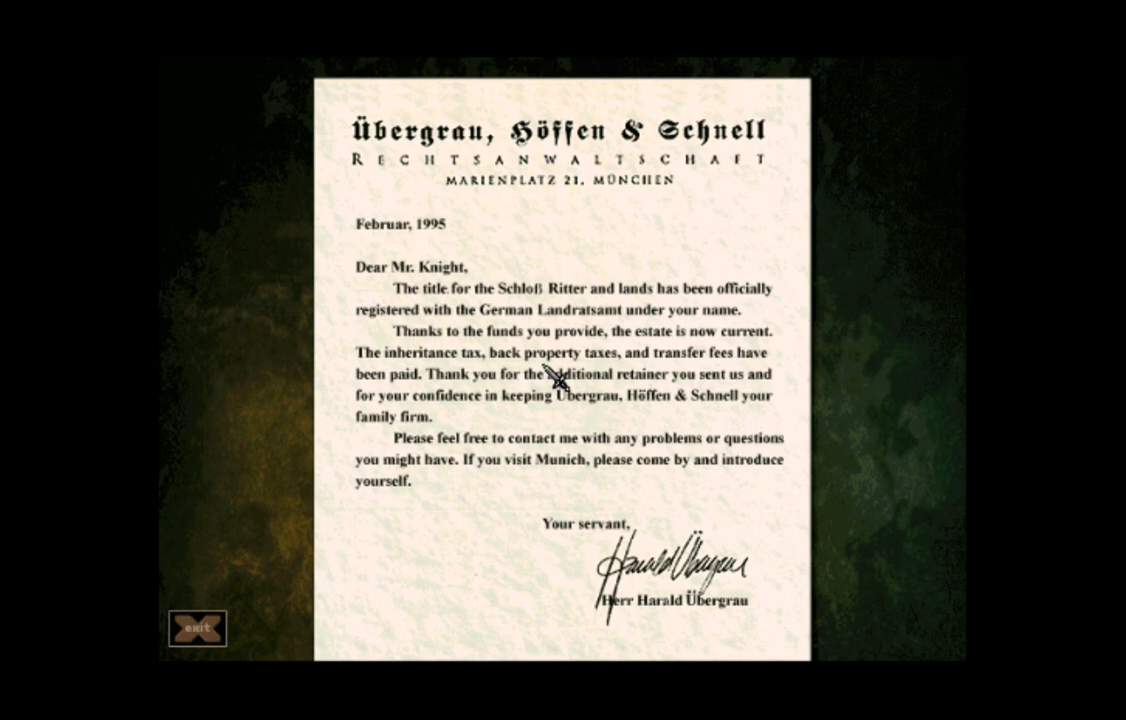 Übergrau, Höffen & Schnell
RECHTSANWALTSCHAFT
MARIENPLATZ 21, MÜNCHEN
Februar, 1995
Dear Mr. Knight,
The title for the Schloß Ritter and lands has been officially
registered with the German Landratsamt under your name.
Thanks to the funds you provide, the estate is now current.
The inheritance tax, back property taxes, and transfer fees have
been paid. Thank you for the additional retainer you sent us and
for your confidence in keeping Übergrau, Höffen & Schnell your
family firm.
Please feel free to contact me with any problems or questions
you might have. If you visit Munich, please come by and introduce
yourself.
Your servant,
Harald Übergrau
Herr Harald Übergrau
exit